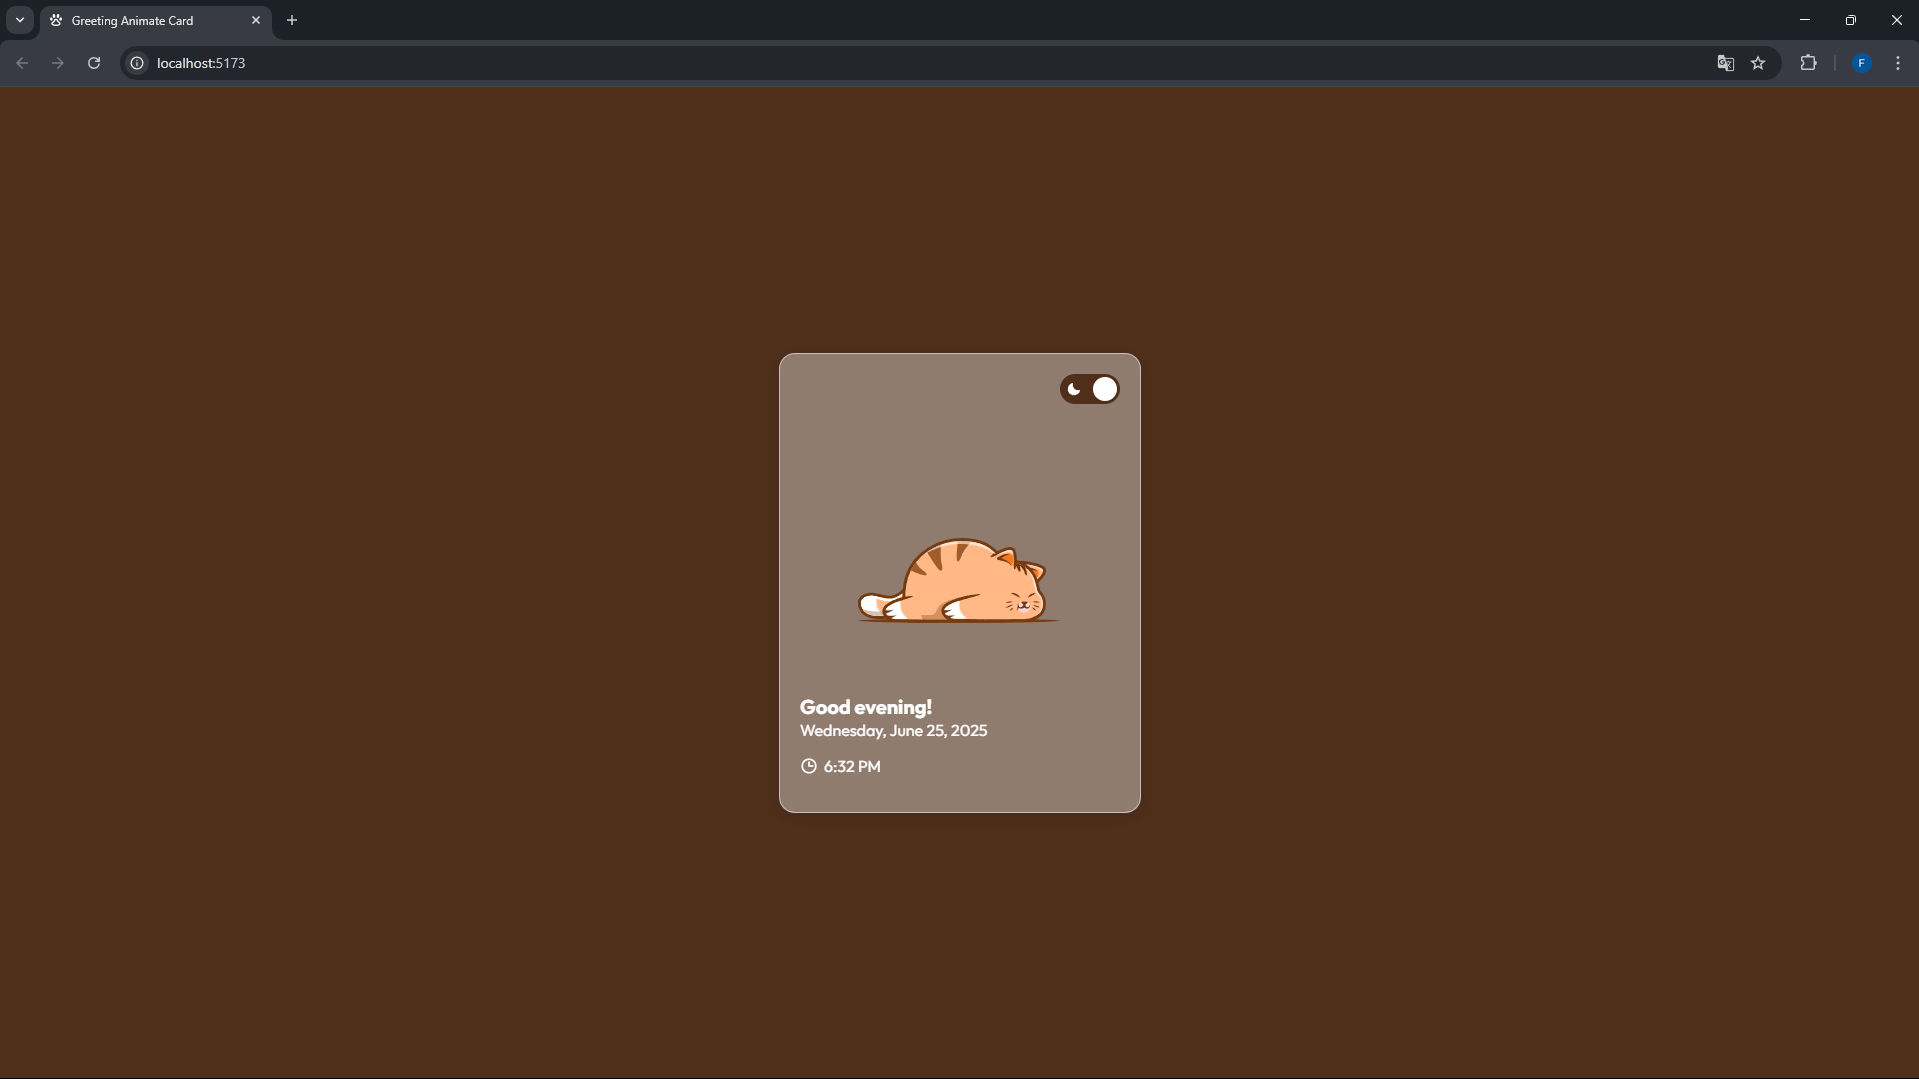 Greeting Animate Card
localhost:5173
F
Good evening!
Wednesday, June 25, 2025
6:32 PM